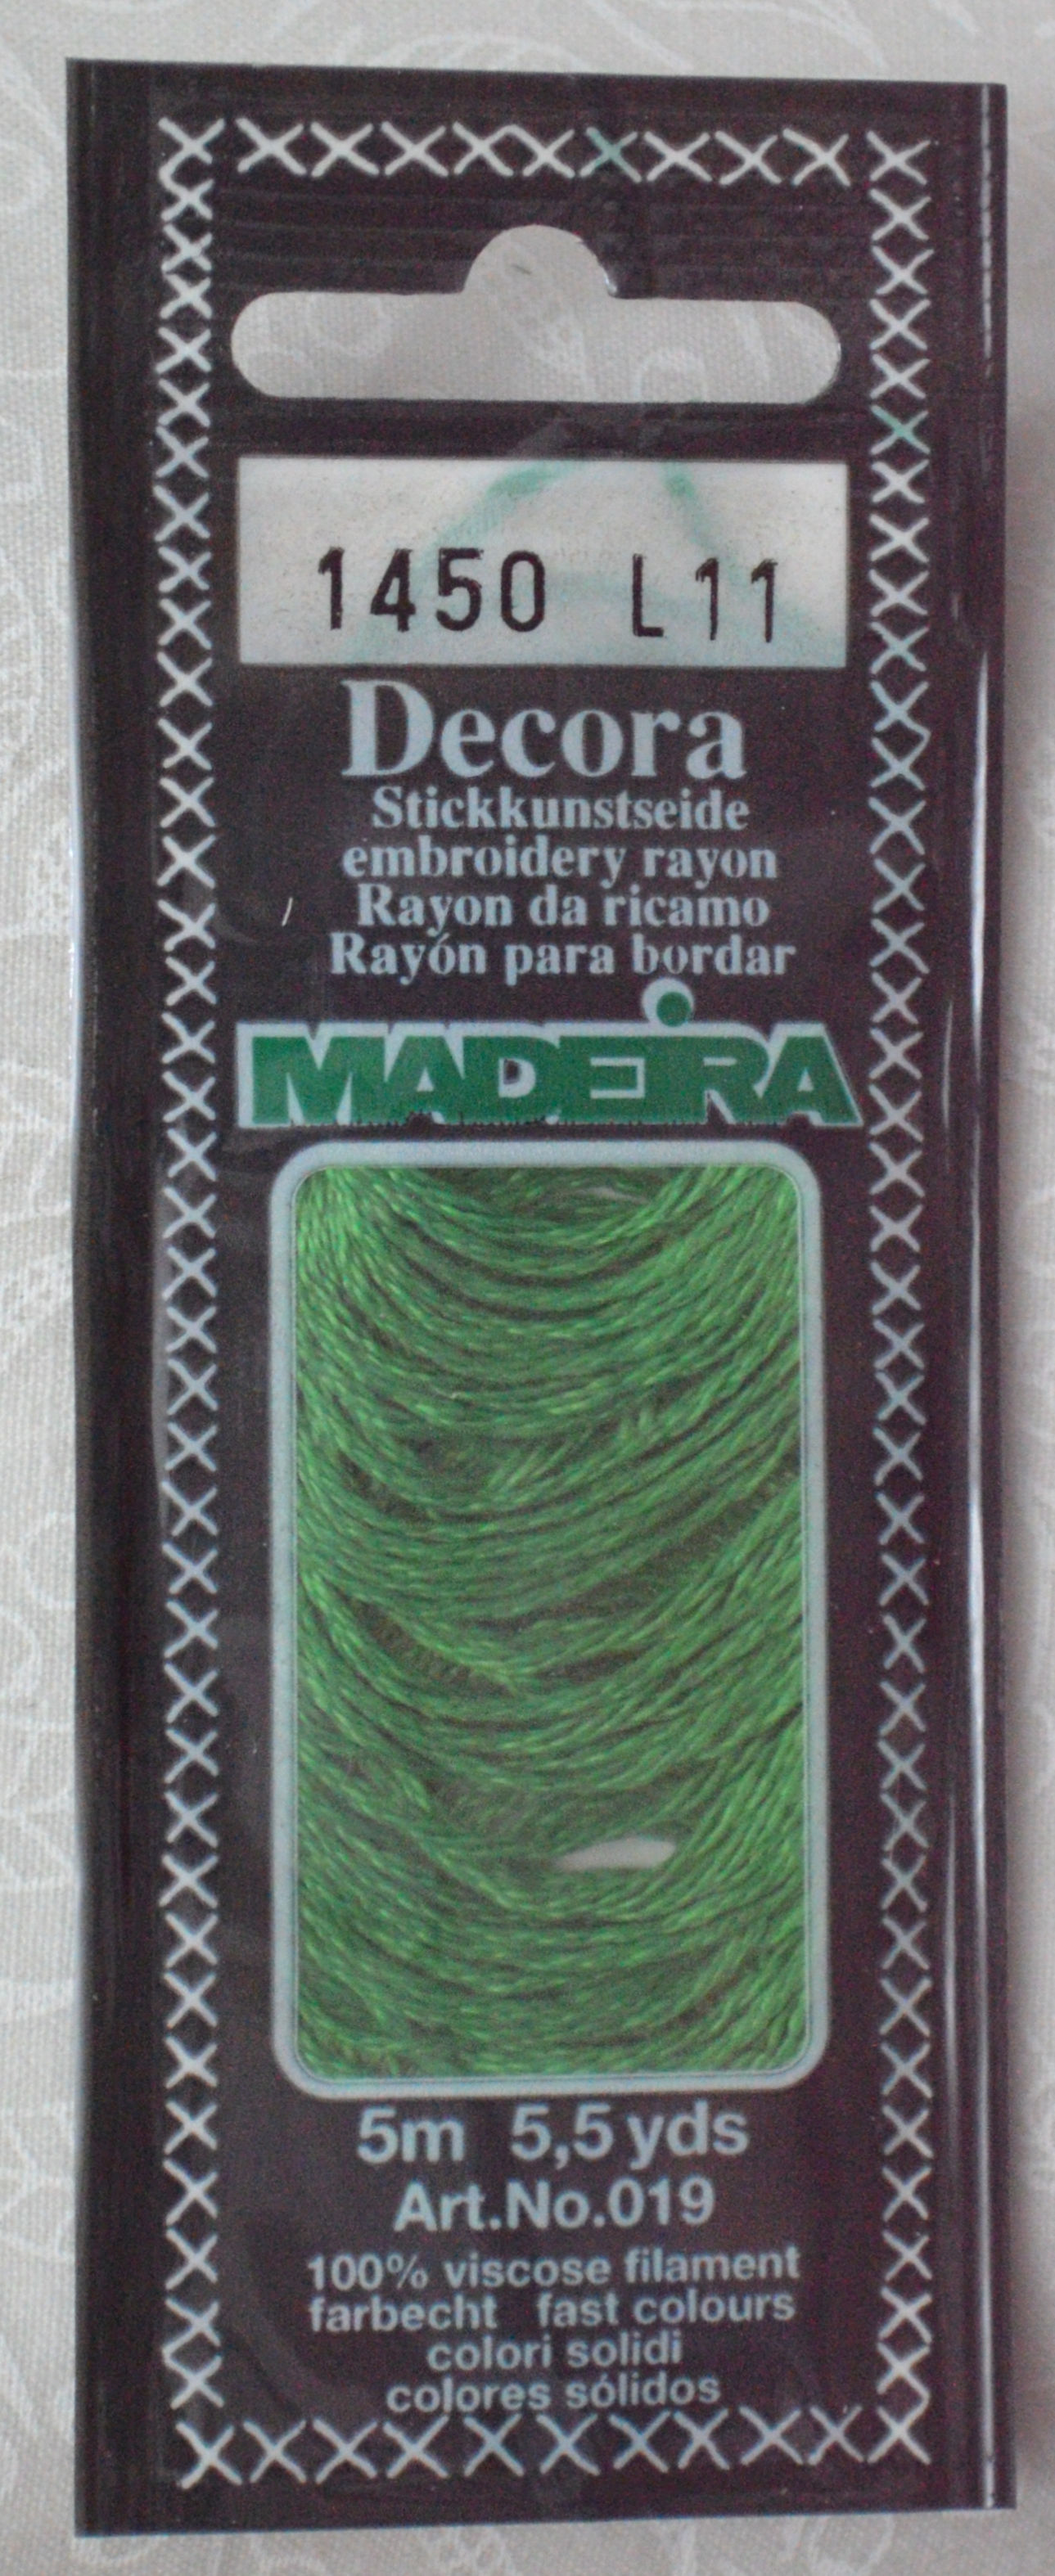 1450 L11
Decora
Stickkunstseide
embroidery rayon
Rayon da ricamo
Rayón para bordar
MADEIRA
5m 5,5 yds
Art.No.019
100% viscose filament
farbecht fast colours
colori solidi
colores sólidos